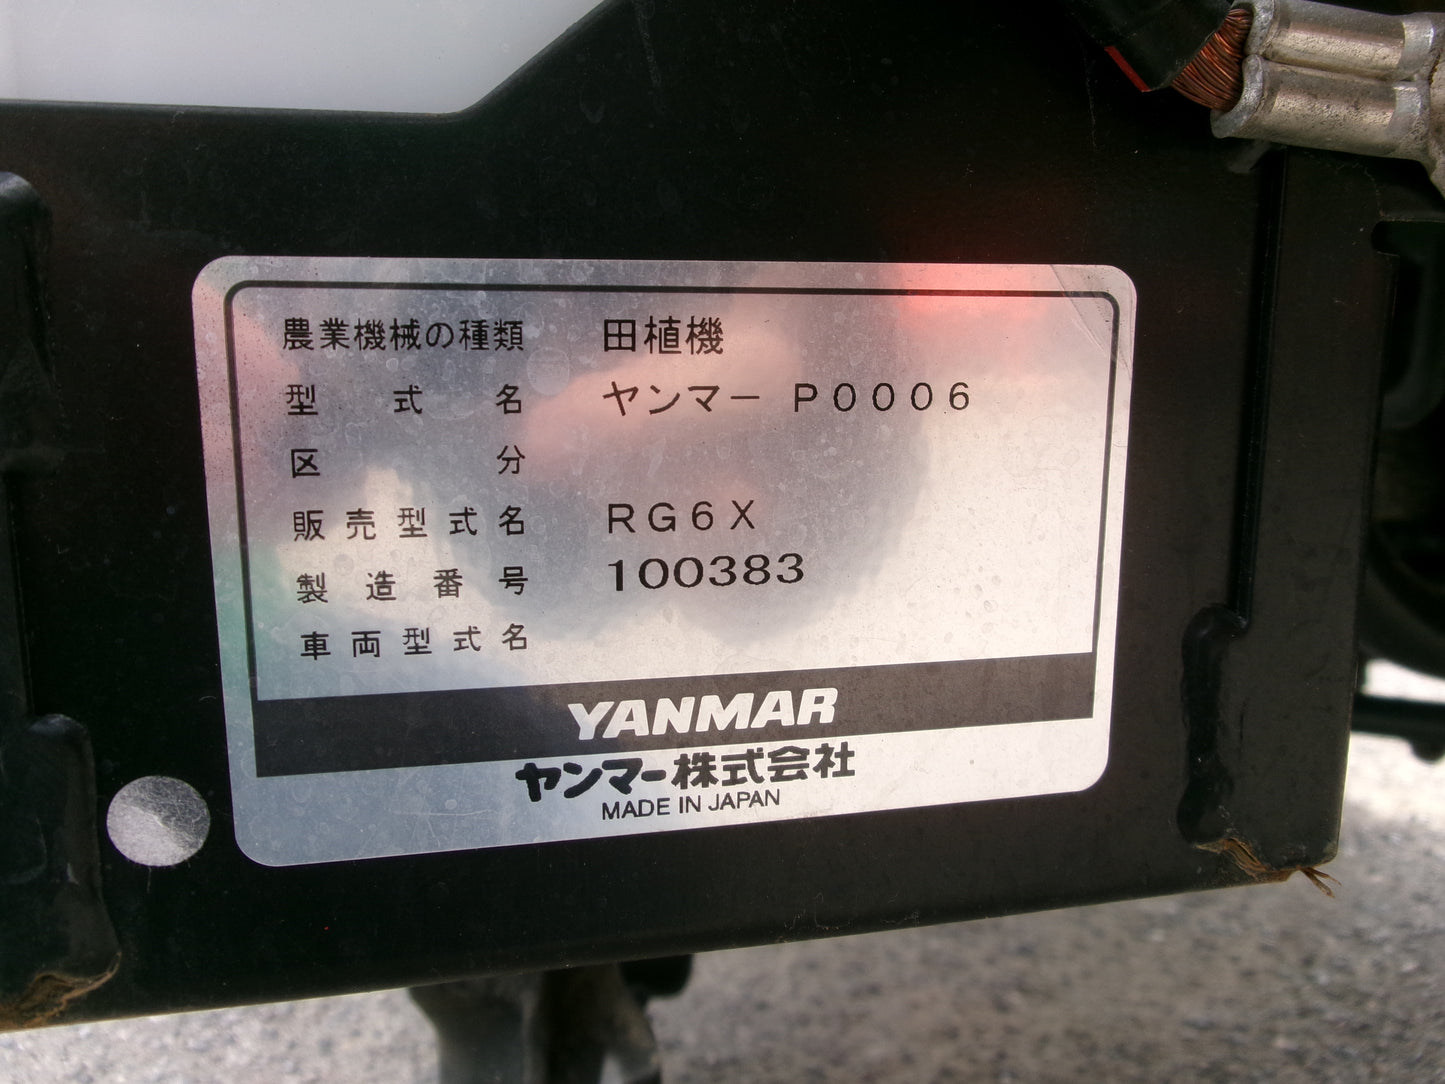 農業機械の種類 田植機
型式名 ヤンマー P0006
区分
販売型式名 RG6X
製造番号 100383
車両型式名
YANMAR
ヤンマー株式会社
MADE IN JAPAN